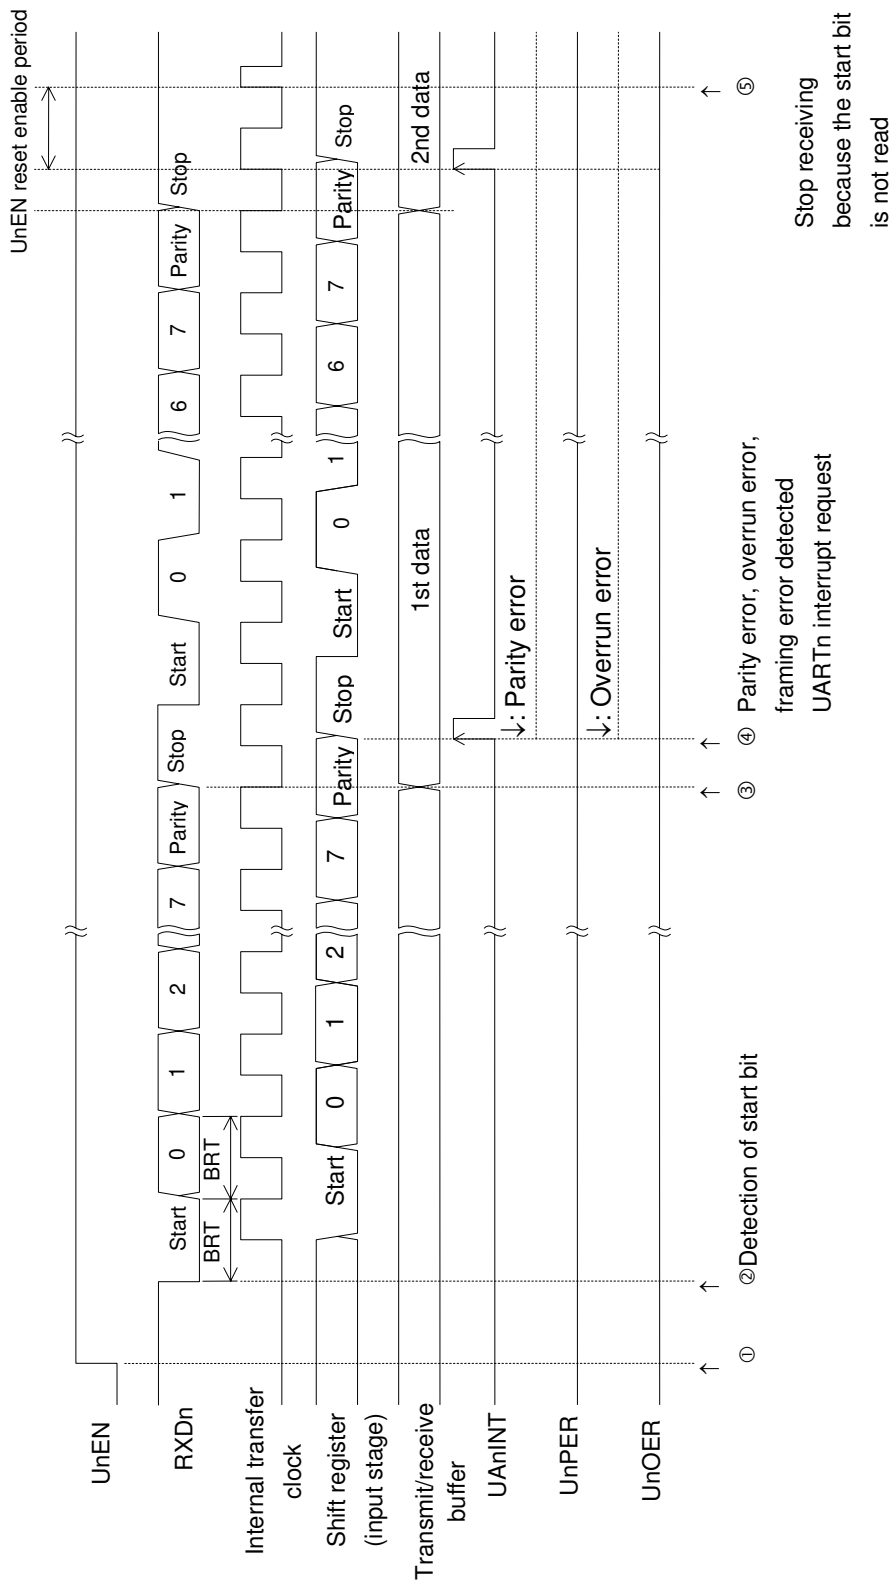 UnEN reset enable period
UnEN
RXDn
Start 0 1 2 7 Parity Stop Start 0 1 6 7 Parity Stop
BRT BRT
Internal transfer
clock
Shift register
(input stage)
Start 0 1 2 7 Parity Stop Start 0 1 6 7 Parity Stop
Transmit/receive
buffer
1st data 2nd data
UAnINT
↓: Parity error
UnPER
↓: Overrun error
UnOER
↑ ↑ ↑ ↑ ↑
①
②Detection of start bit
③
④ Parity error, overrun error,
framing error detected
UARTn interrupt request
⑤
Stop receiving
because the start bit
is not read